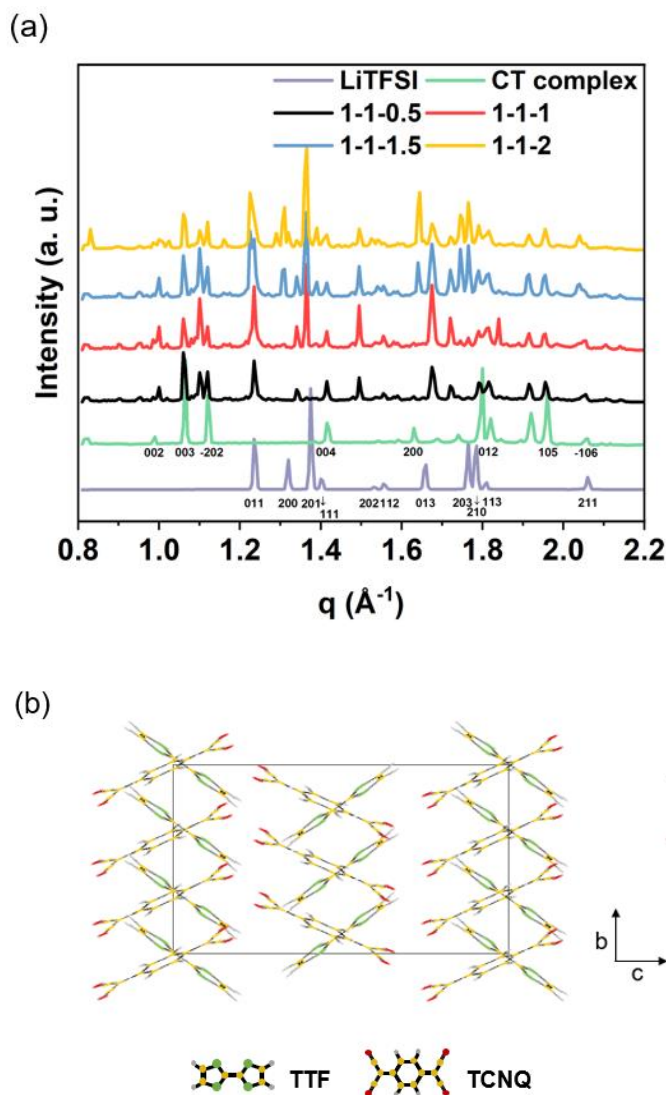 (a)
LiTFSI CT complex
1-1-0.5 1-1-1
1-1-1.5 1-1-2
Intensity (a. u.)
002 003 -202 004 200 012 105 -106
011 200 201↓ 202 112 013 203 ↓ 113 211
111 210
0.8 1.0 1.2 1.4 1.6 1.8 2.0 2.2
q (Å-1)
(b)
b
c
TTF TCNQ